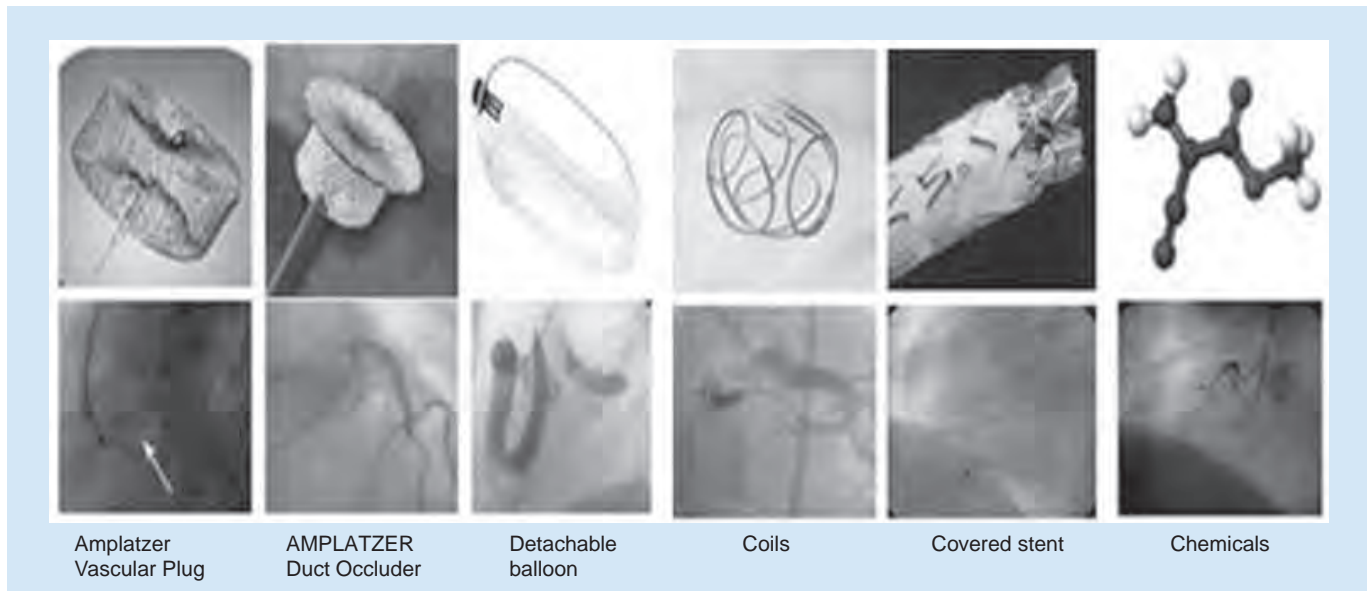 Amplatzer
Vascular Plug
AMPLATZER
Duct Occluder
Detachable
balloon
Coils
Covered stent
Chemicals